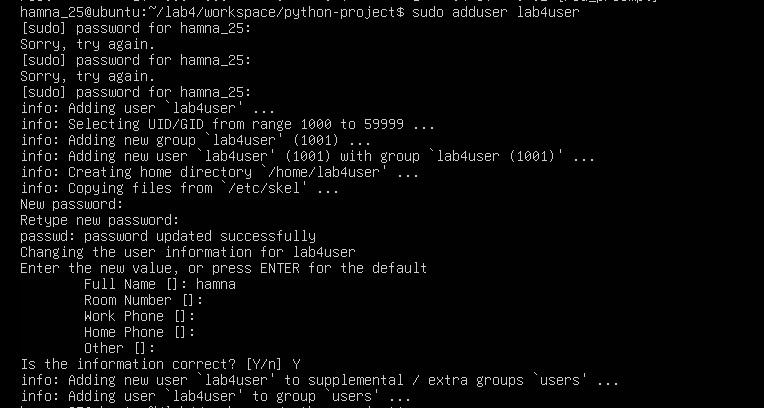 hamna_25@ubuntu:~/lab4/workspace/python-project$ sudo adduser lab4user
[sudo] password for hamna_25:
Sorry, try again.
[sudo] password for hamna_25:
Sorry, try again.
[sudo] password for hamna_25:
info: Adding user `lab4user' ...
info: Selecting UID/GID from range 1000 to 59999 ...
info: Adding new group `lab4user' (1001) ...
info: Adding new user `lab4user' (1001) with group `lab4user (1001)' ...
info: Creating home directory `/home/lab4user' ...
info: Copying files from `/etc/skel' ...
New password:
Retype new password:
passwd: password updated successfully
Changing the user information for lab4user
Enter the new value, or press ENTER for the default
        Full Name []: hamna
        Room Number []:
        Work Phone []:
        Home Phone []:
        Other []:
Is the information correct? [Y/n] Y
info: Adding new user `lab4user' to supplemental / extra groups `users' ...
info: Adding user `lab4user' to group `users' ...